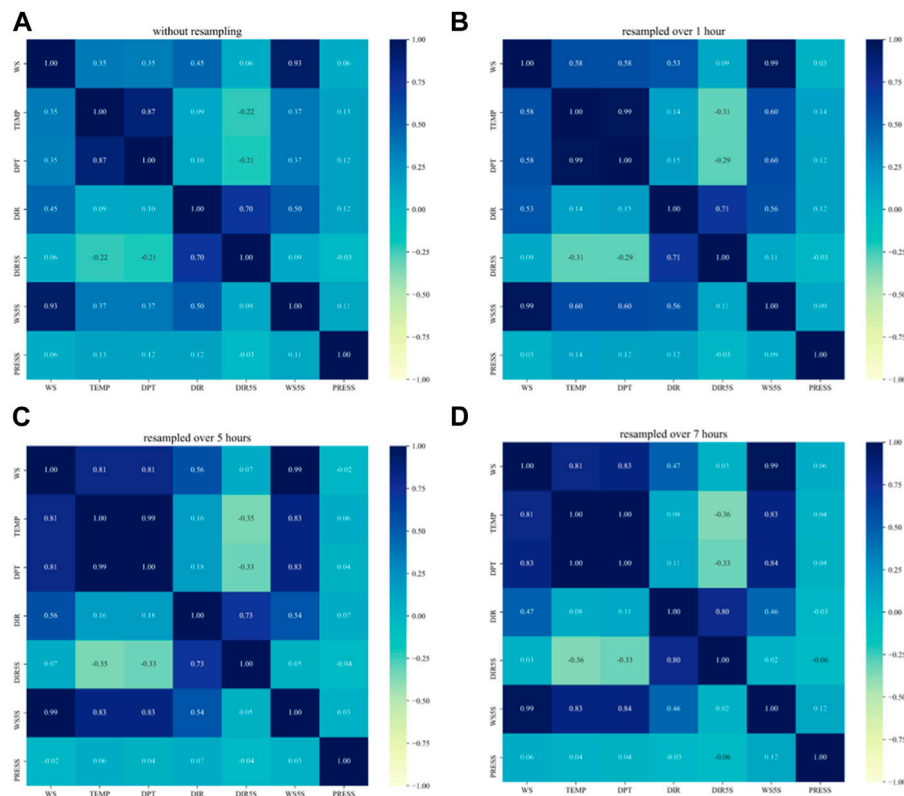 A
without resampling
WS 1.00 0.35 0.35 0.45 0.06 0.93 0.06
TEMP 0.35 1.00 0.87 0.09 -0.22 0.37 0.13
DPT 0.35 0.87 1.00 0.10 -0.21 0.37 0.12
DIR 0.45 0.09 0.10 1.00 0.70 0.50 0.12
DIR5S 0.06 -0.22 -0.21 0.70 1.00 0.09 -0.03
WS5S 0.93 0.37 0.37 0.50 0.09 1.00 0.11
PRESS 0.06 0.13 0.12 0.12 -0.03 0.11 1.00
WS TEMP DPT DIR DIR5S WS5S PRESS
1.00
0.75
0.50
0.25
0.00
−0.25
−0.50
−0.75
−1.00
B
resampled over 1 hour
WS 1.00 0.58 0.58 0.53 0.09 0.99 0.03
TEMP 0.58 1.00 0.99 0.14 -0.31 0.60 0.14
DPT 0.58 0.99 1.00 0.15 -0.29 0.60 0.12
DIR 0.53 0.14 0.15 1.00 0.71 0.56 0.12
DIR5S 0.09 -0.31 -0.29 0.71 1.00 0.11 -0.03
WS5S 0.99 0.60 0.60 0.56 0.11 1.00 0.09
PRESS 0.03 0.14 0.12 0.12 -0.03 0.09 1.00
WS TEMP DPT DIR DIR5S WS5S PRESS
1.00
0.75
0.50
0.25
0.00
−0.25
−0.50
−0.75
−1.00
C
resampled over 5 hours
WS 1.00 0.81 0.81 0.56 0.07 0.99 -0.02
TEMP 0.81 1.00 0.99 0.16 -0.35 0.83 0.06
DPT 0.81 0.99 1.00 0.18 -0.33 0.83 0.04
DIR 0.56 0.16 0.18 1.00 0.73 0.54 0.07
DIR5S 0.07 -0.35 -0.33 0.73 1.00 0.05 -0.04
WS5S 0.99 0.83 0.83 0.54 0.05 1.00 0.03
PRESS -0.02 0.06 0.04 0.07 -0.04 0.03 1.00
WS TEMP DPT DIR DIR5S WS5S PRESS
1.00
0.75
0.50
0.25
0.00
−0.25
−0.50
−0.75
−1.00
D
resampled over 7 hours
WS 1.00 0.81 0.83 0.47 0.03 0.99 0.06
TEMP 0.81 1.00 1.00 0.08 -0.36 0.83 0.04
DPT 0.83 1.00 1.00 0.11 -0.33 0.84 0.04
DIR 0.47 0.08 0.11 1.00 0.80 0.46 -0.03
DIR5S 0.03 -0.36 -0.33 0.80 1.00 0.02 -0.06
WS5S 0.99 0.83 0.84 0.46 0.02 1.00 0.12
PRESS 0.06 0.04 0.04 -0.03 -0.06 0.12 1.00
WS TEMP DPT DIR DIR5S WS5S PRESS
1.00
0.75
0.50
0.25
0.00
−0.25
−0.50
−0.75
−1.00